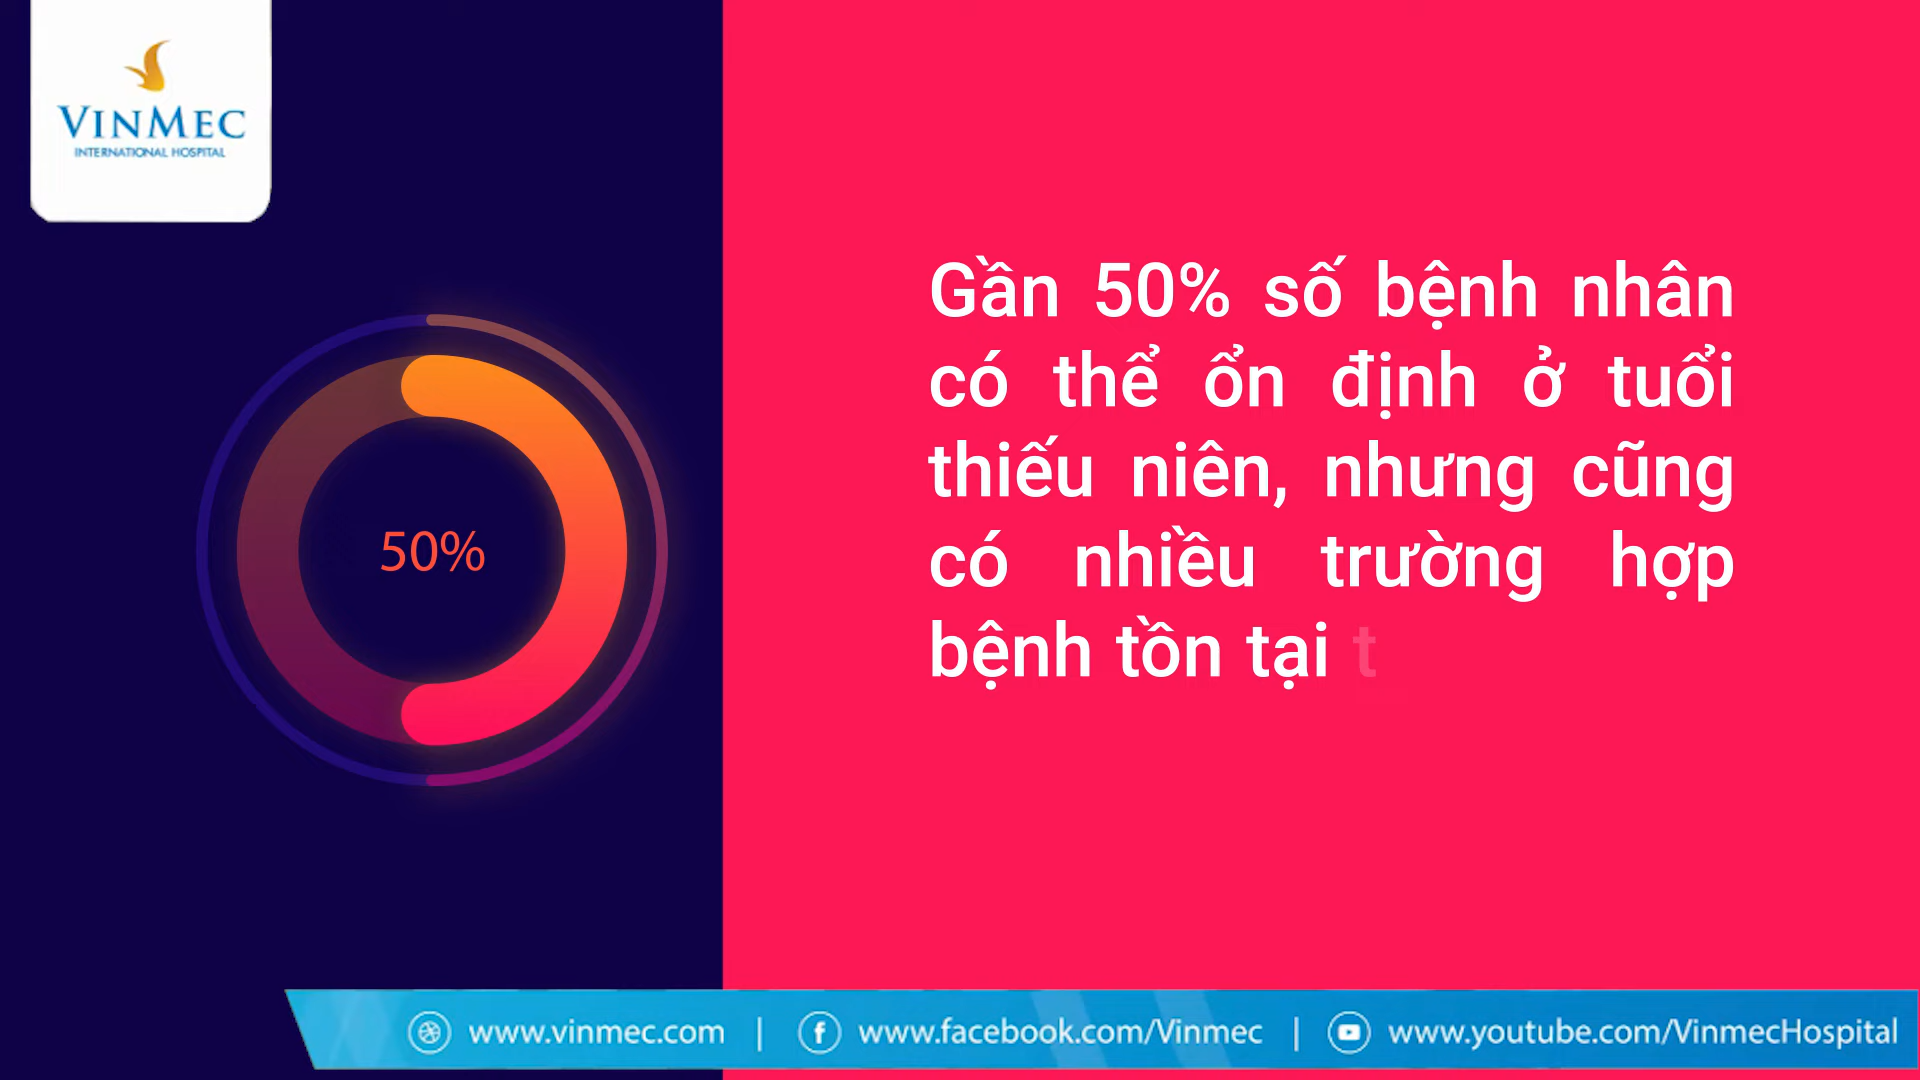 VINMEC
INTERNATIONAL HOSPITAL
50%
Gần 50% số bệnh nhân
có thể ổn định ở tuổi
thiếu niên, nhưng cũng
có nhiều trường hợp
bệnh tồn tại t
www.vinmec.com | www.facebook.com/Vinmec | www.youtube.com/VinmecHospital